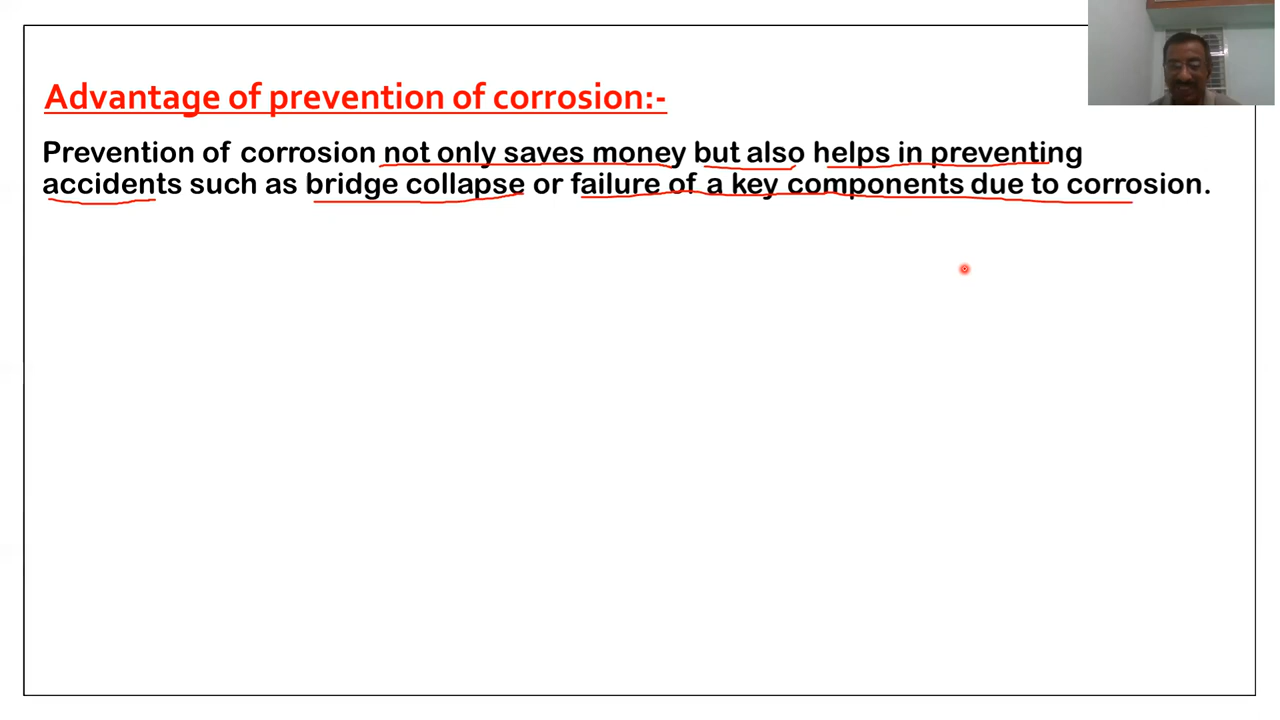 Advantage of prevention of corrosion:-
Prevention of corrosion not only saves money but also helps in preventing
accidents such as bridge collapse or failure of a key components due to corrosion.